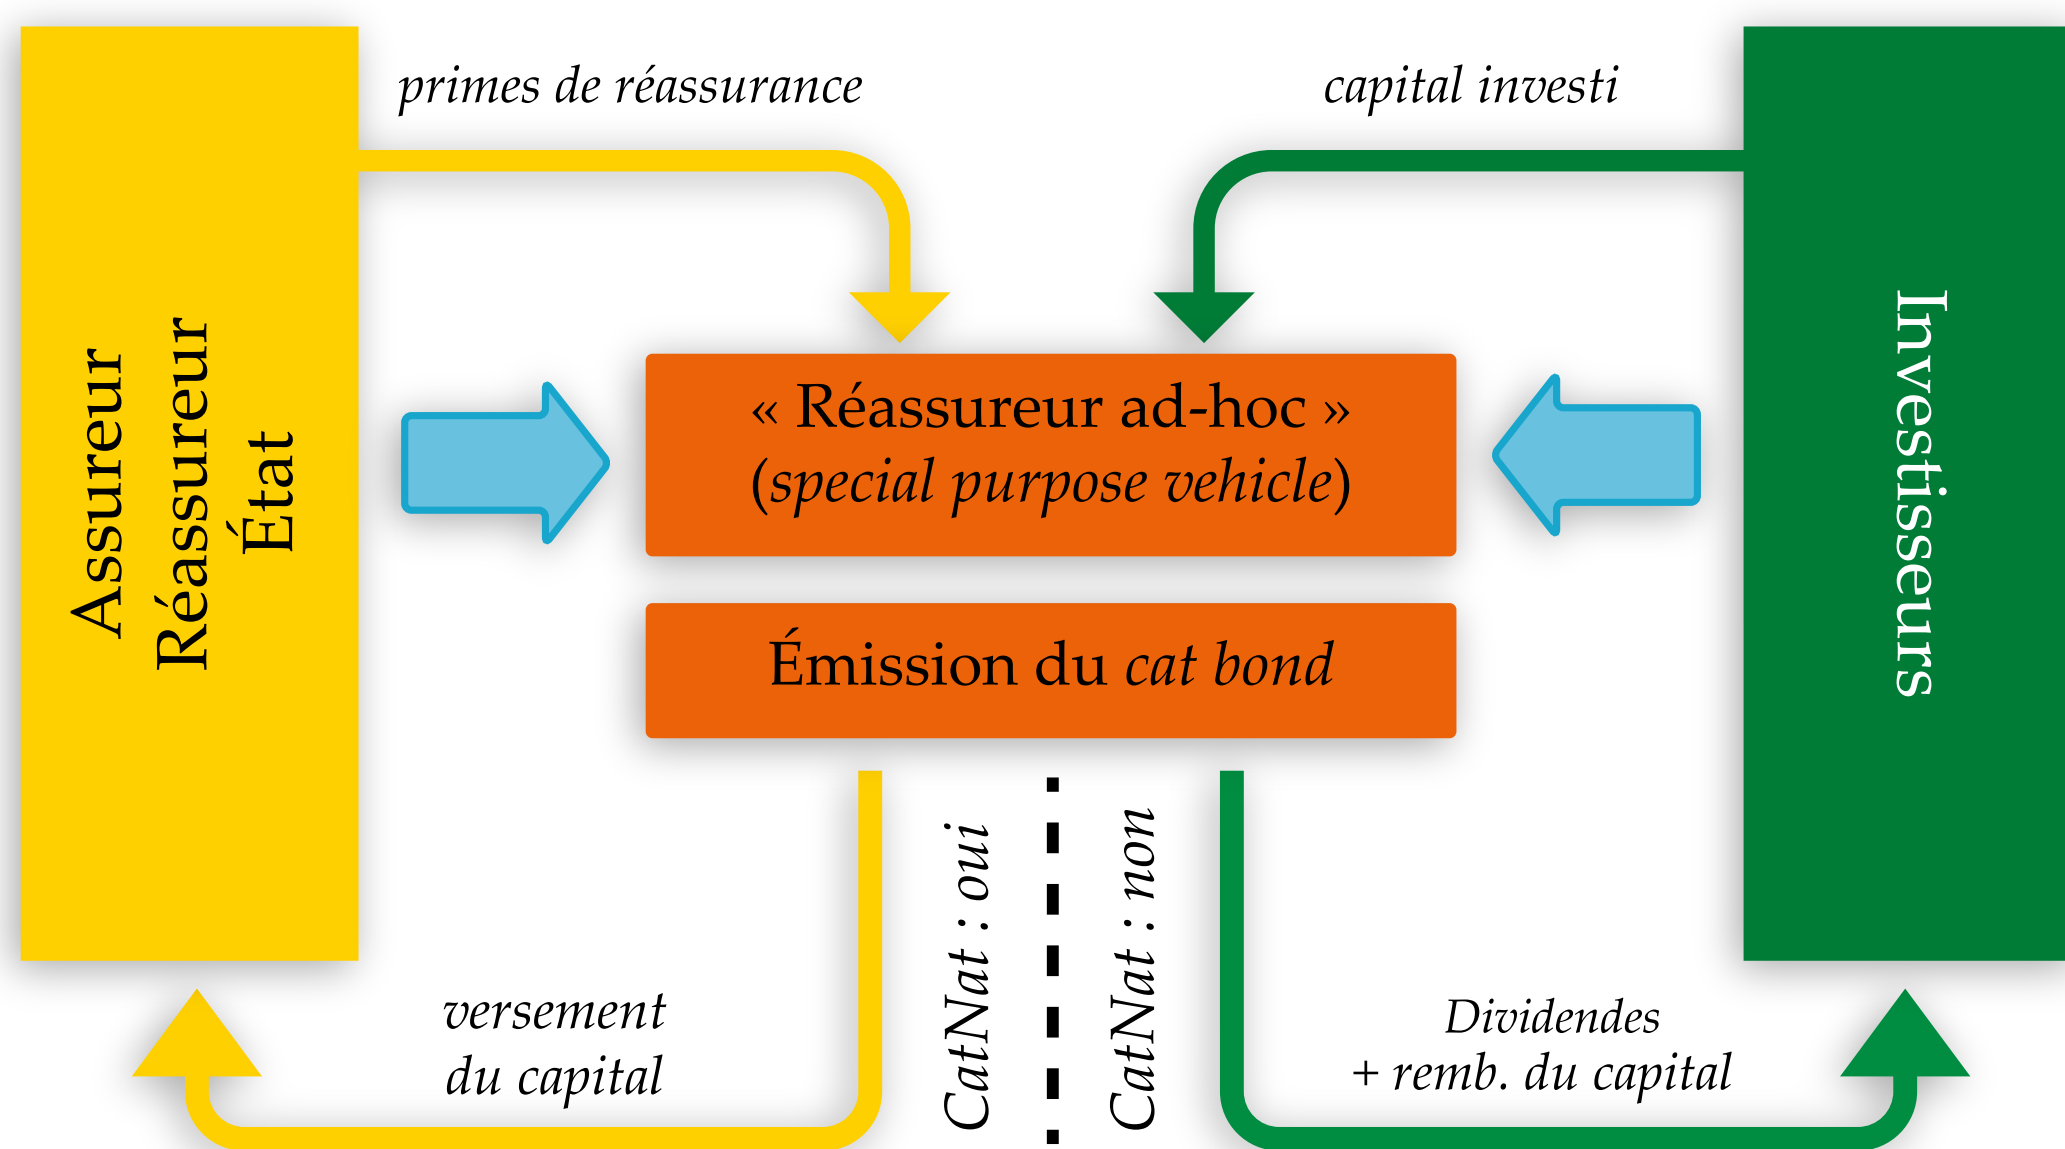 primes de réassurance
capital investi
Assureur
Réassureur
État
« Réassureur ad-hoc »
(special purpose vehicle)
Investisseurs
Émission du cat bond
CatNat : oui
CatNat : non
versement
du capital
Dividendes
+ remb. du capital